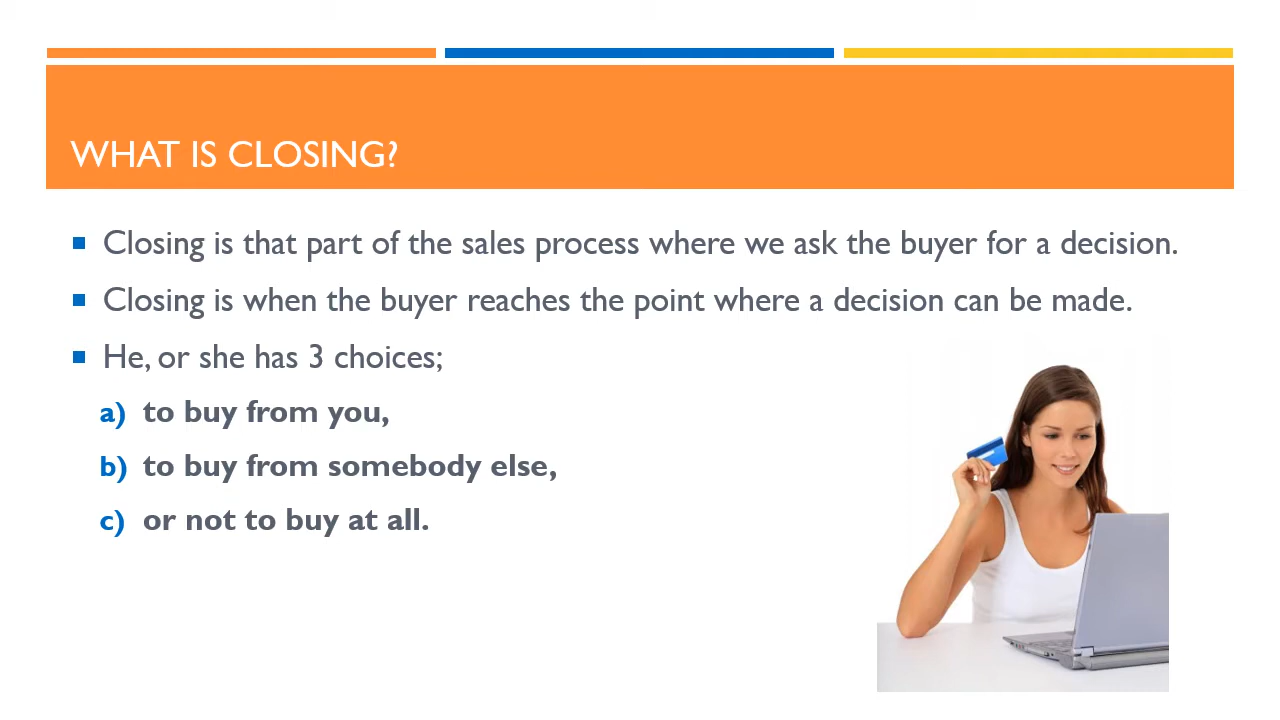 WHAT IS CLOSING?
Closing is that part of the sales process where we ask the buyer for a decision.
Closing is when the buyer reaches the point where a decision can be made.
He, or she has 3 choices;
a) to buy from you,
b) to buy from somebody else,
c) or not to buy at all.